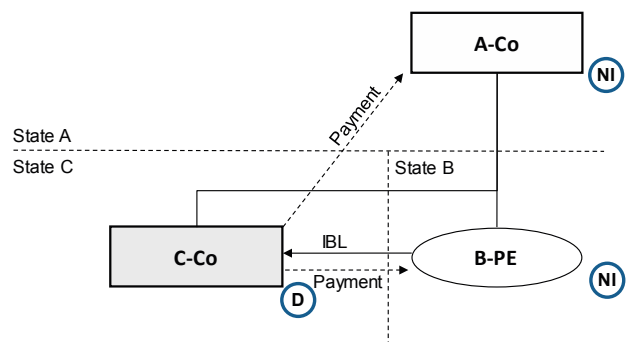 A-Co
NI
Payment
State A
State C
State B
IBL
C-Co
B-PE
Payment
D
NI